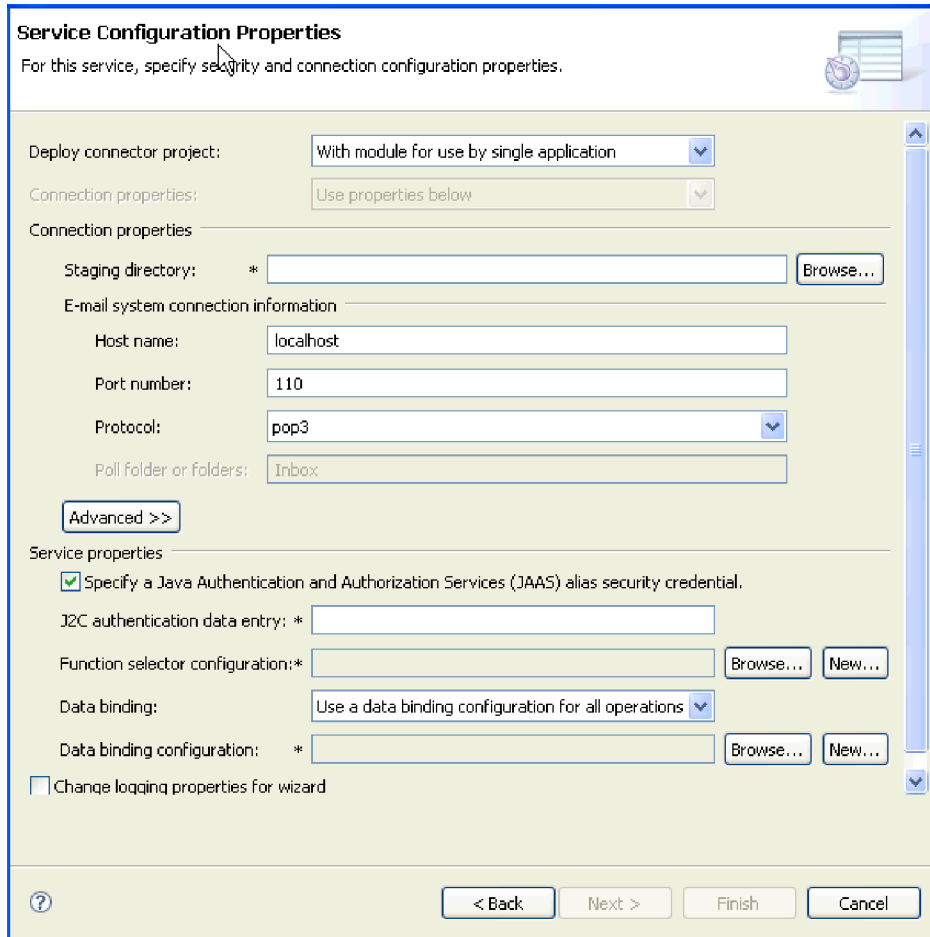 Service Configuration Properties
For this service, specify security and connection configuration properties.
Deploy connector project: With module for use by single application
Connection properties: Use properties below
Connection properties
Staging directory: * Browse...
E-mail system connection information
Host name: localhost
Port number: 110
Protocol: pop3
Poll folder or folders: Inbox
Advanced >>
Service properties
Specify a Java Authentication and Authorization Services (JAAS) alias security credential.
J2C authentication data entry: *
Function selector configuration:* Browse... New...
Data binding: Use a data binding configuration for all operations
Data binding configuration: * Browse... New...
Change logging properties for wizard
? < Back Next > Finish Cancel